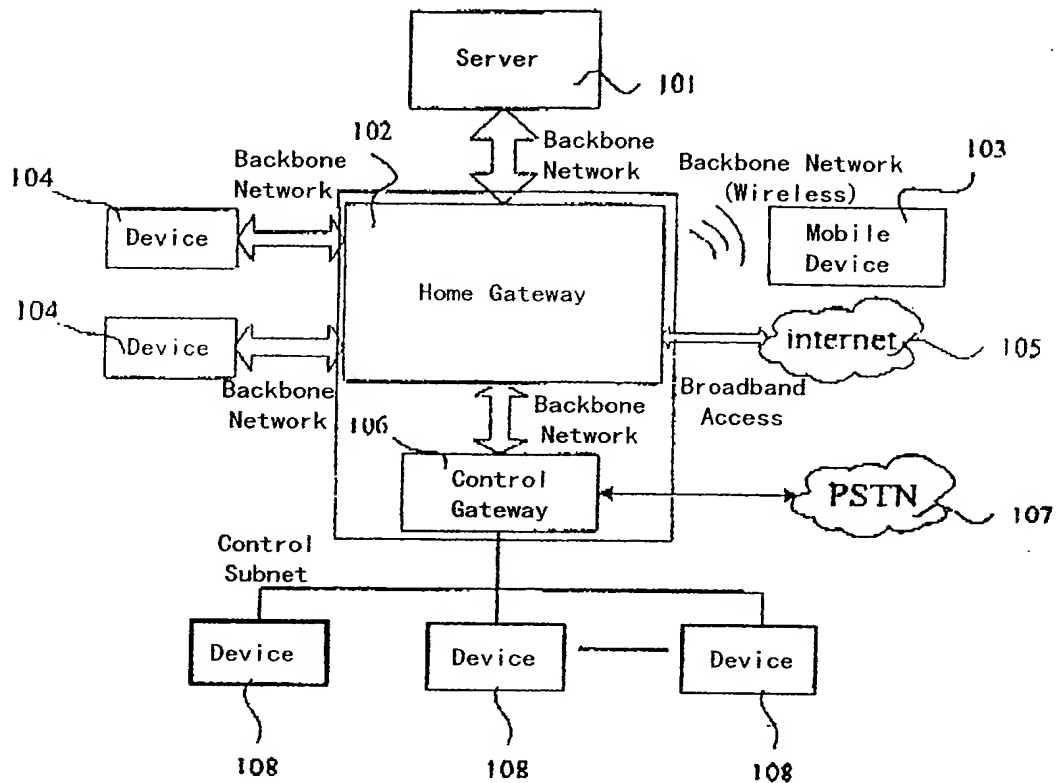 Server
101
102
Backbone
Network
Backbone
Network
Backbone Network
(Wireless)
103
104
Device
Mobile
Device
Home Gateway
104
Device
internet
105
Backbone
Network
Backbone
Network
Broadband
Access
106
Control
Gateway
PSTN
107
Control
Subnet
Device
Device
Device
108
108
108